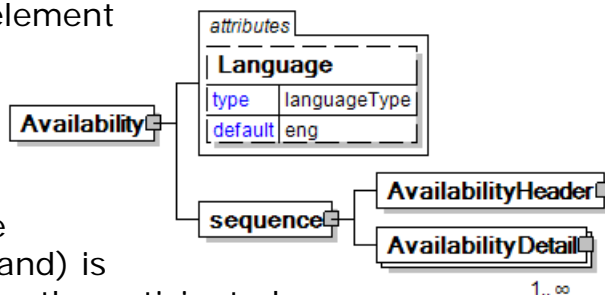 element
attributes
Language
type languageType
default eng
Availability
AvailabilityHeader
sequence
AvailabilityDetail
and) is
1..∞